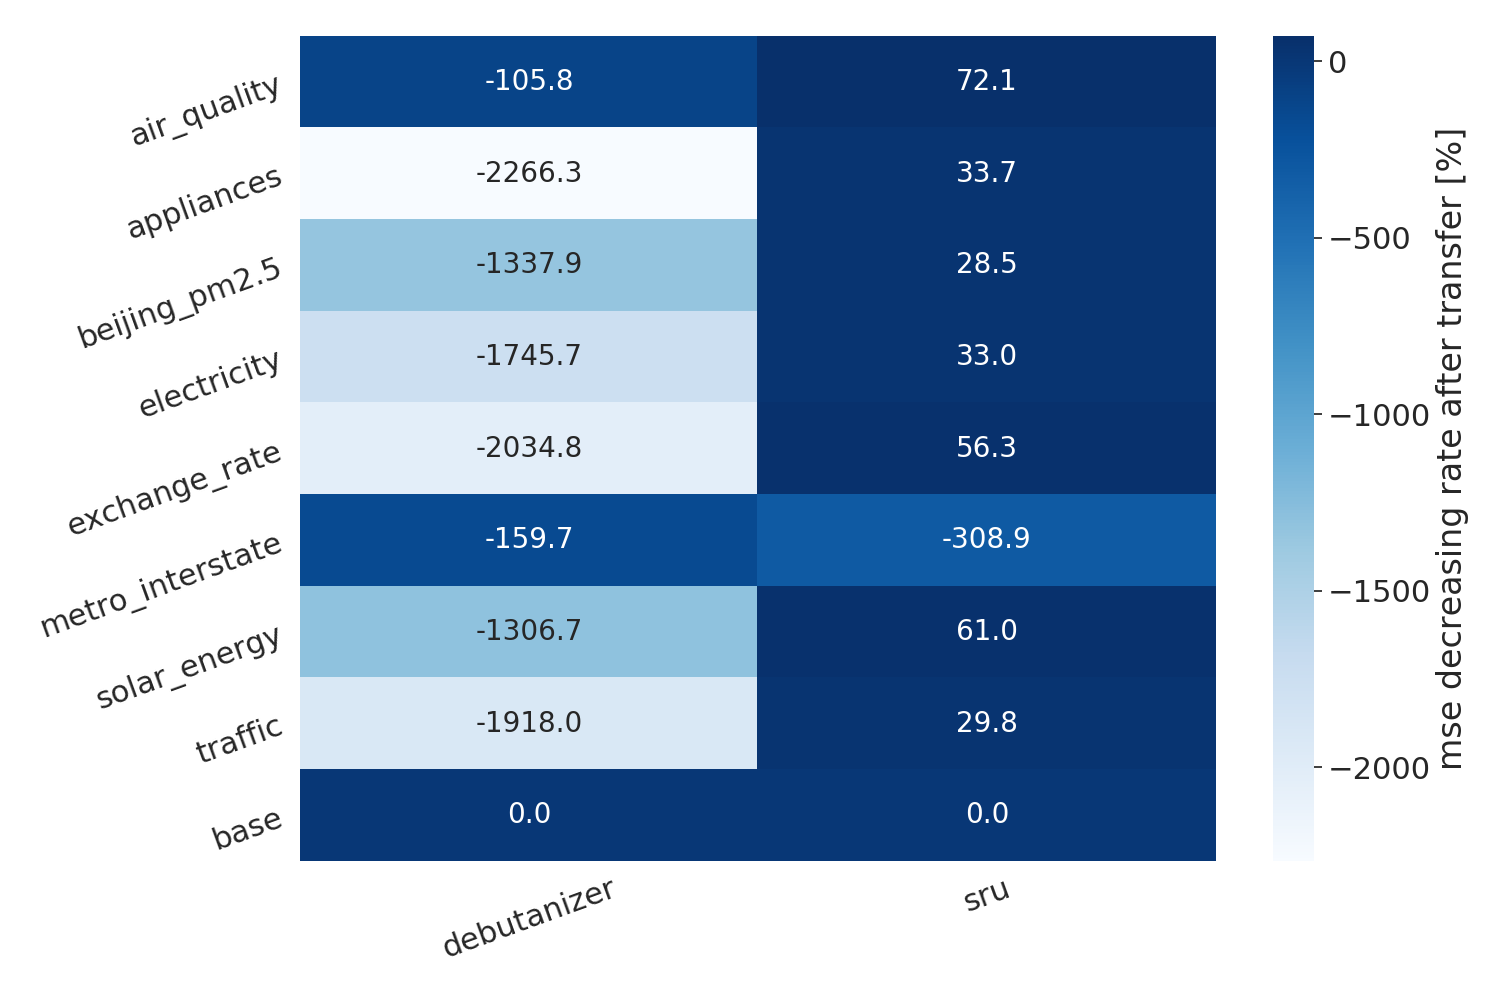 air_quality
-105.8
72.1
appliances
-2266.3
33.7
beijing_pm2.5
-1337.9
28.5
electricity
-1745.7
33.0
exchange_rate
-2034.8
56.3
metro_interstate
-159.7
-308.9
solar_energy
-1306.7
61.0
traffic
-1918.0
29.8
base
0.0
0.0
debutanizer
sru
0
−500
−1000
−1500
−2000
mse decreasing rate after transfer [%]